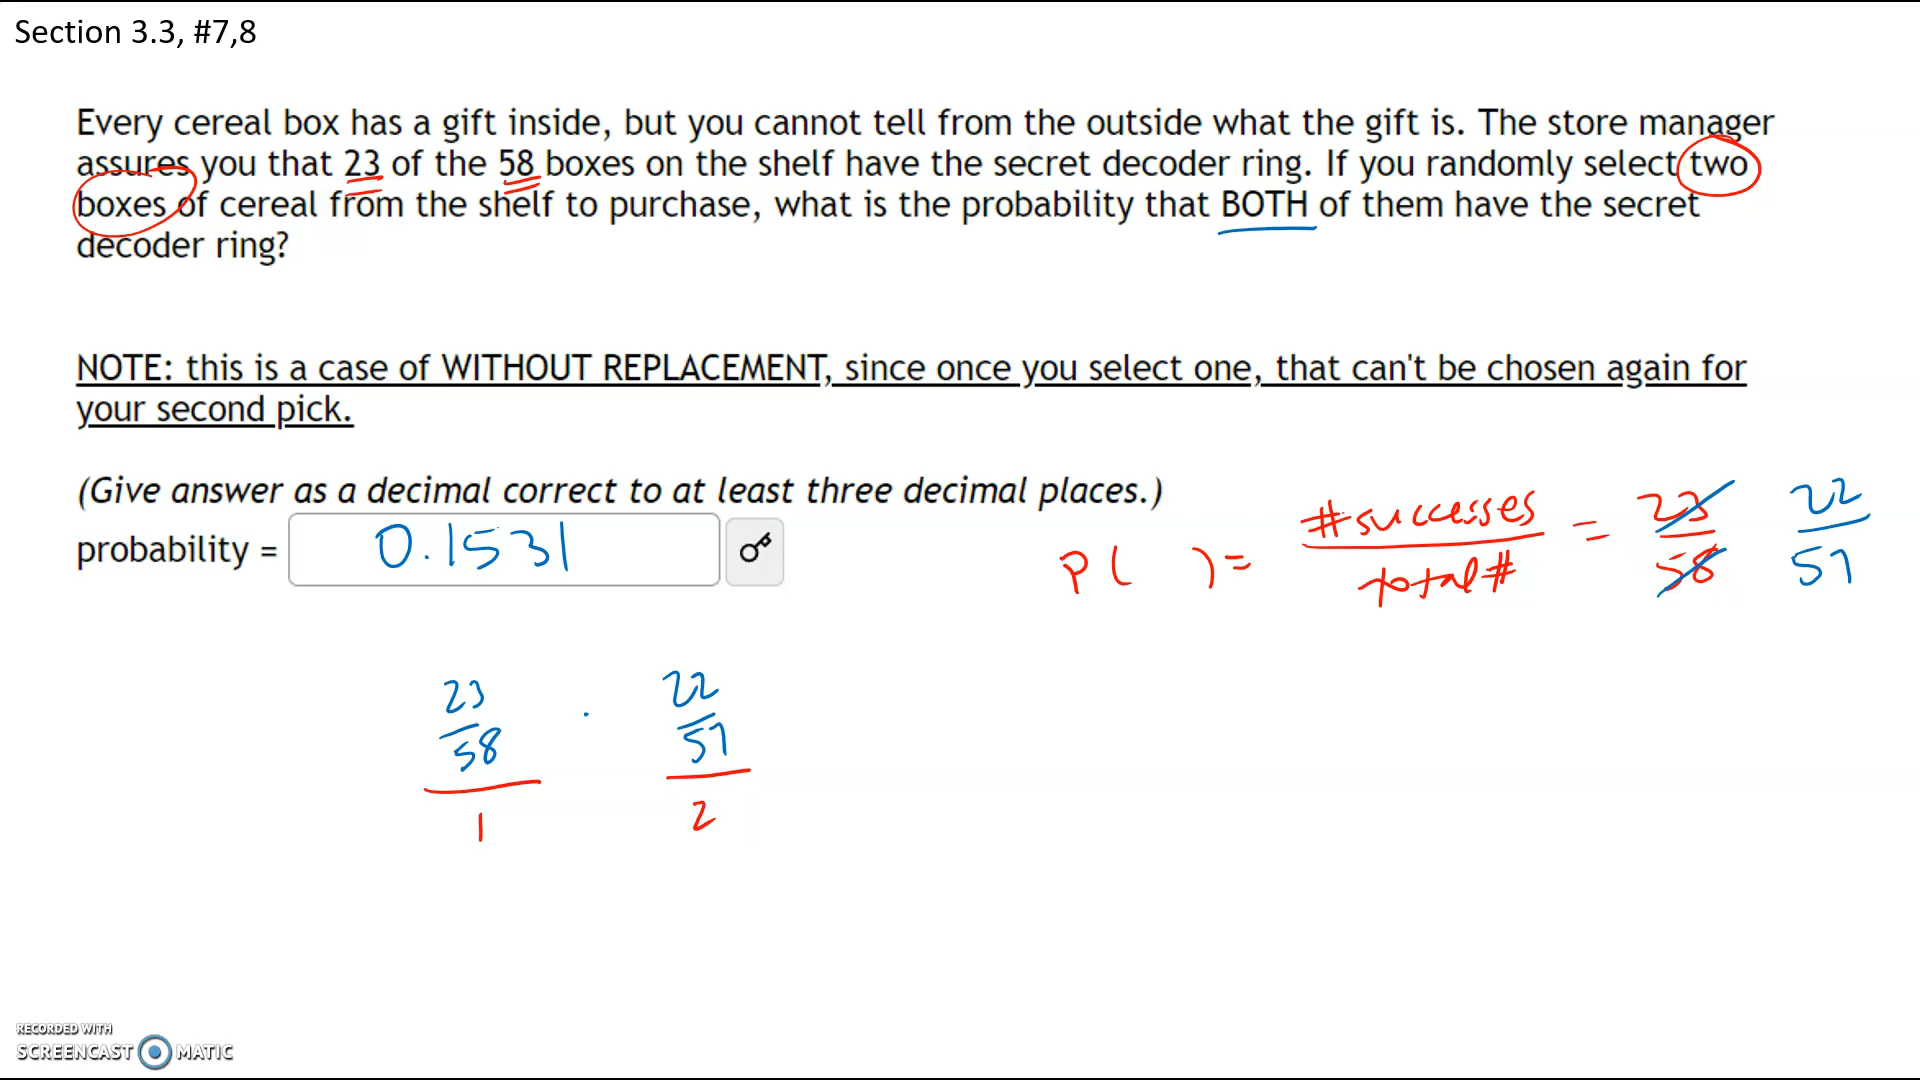 Section 3.3, #7,8
Every cereal box has a gift inside, but you cannot tell from the outside what the gift is. The store manager
assures you that 23 of the 58 boxes on the shelf have the secret decoder ring. If you randomly select two
boxes of cereal from the shelf to purchase, what is the probability that BOTH of them have the secret
decoder ring?
NOTE: this is a case of WITHOUT REPLACEMENT, since once you select one, that can't be chosen again for
your second pick.
(Give answer as a decimal correct to at least three decimal places.)
probability = 0.1531
P( ) = #successes / total # = 23/58 22/57
23/58 · 22/57
1 2
RECORDED WITH
SCREENCAST MATIC